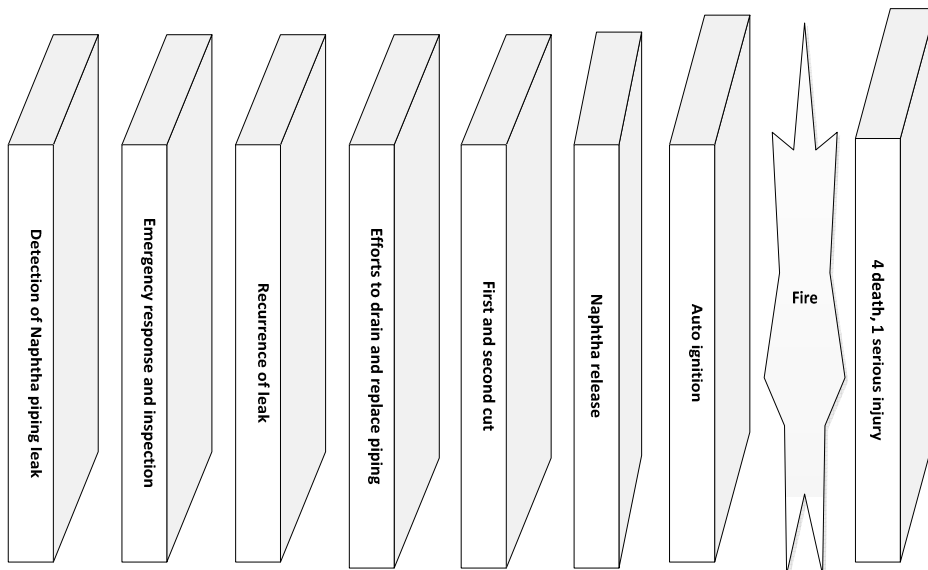 Detection of Naphtha piping leak
Emergency response and inspection
Recurrence of leak
Efforts to drain and replace piping
First and second cut
Naphtha release
Auto ignition
Fire
4 death, 1 serious injury